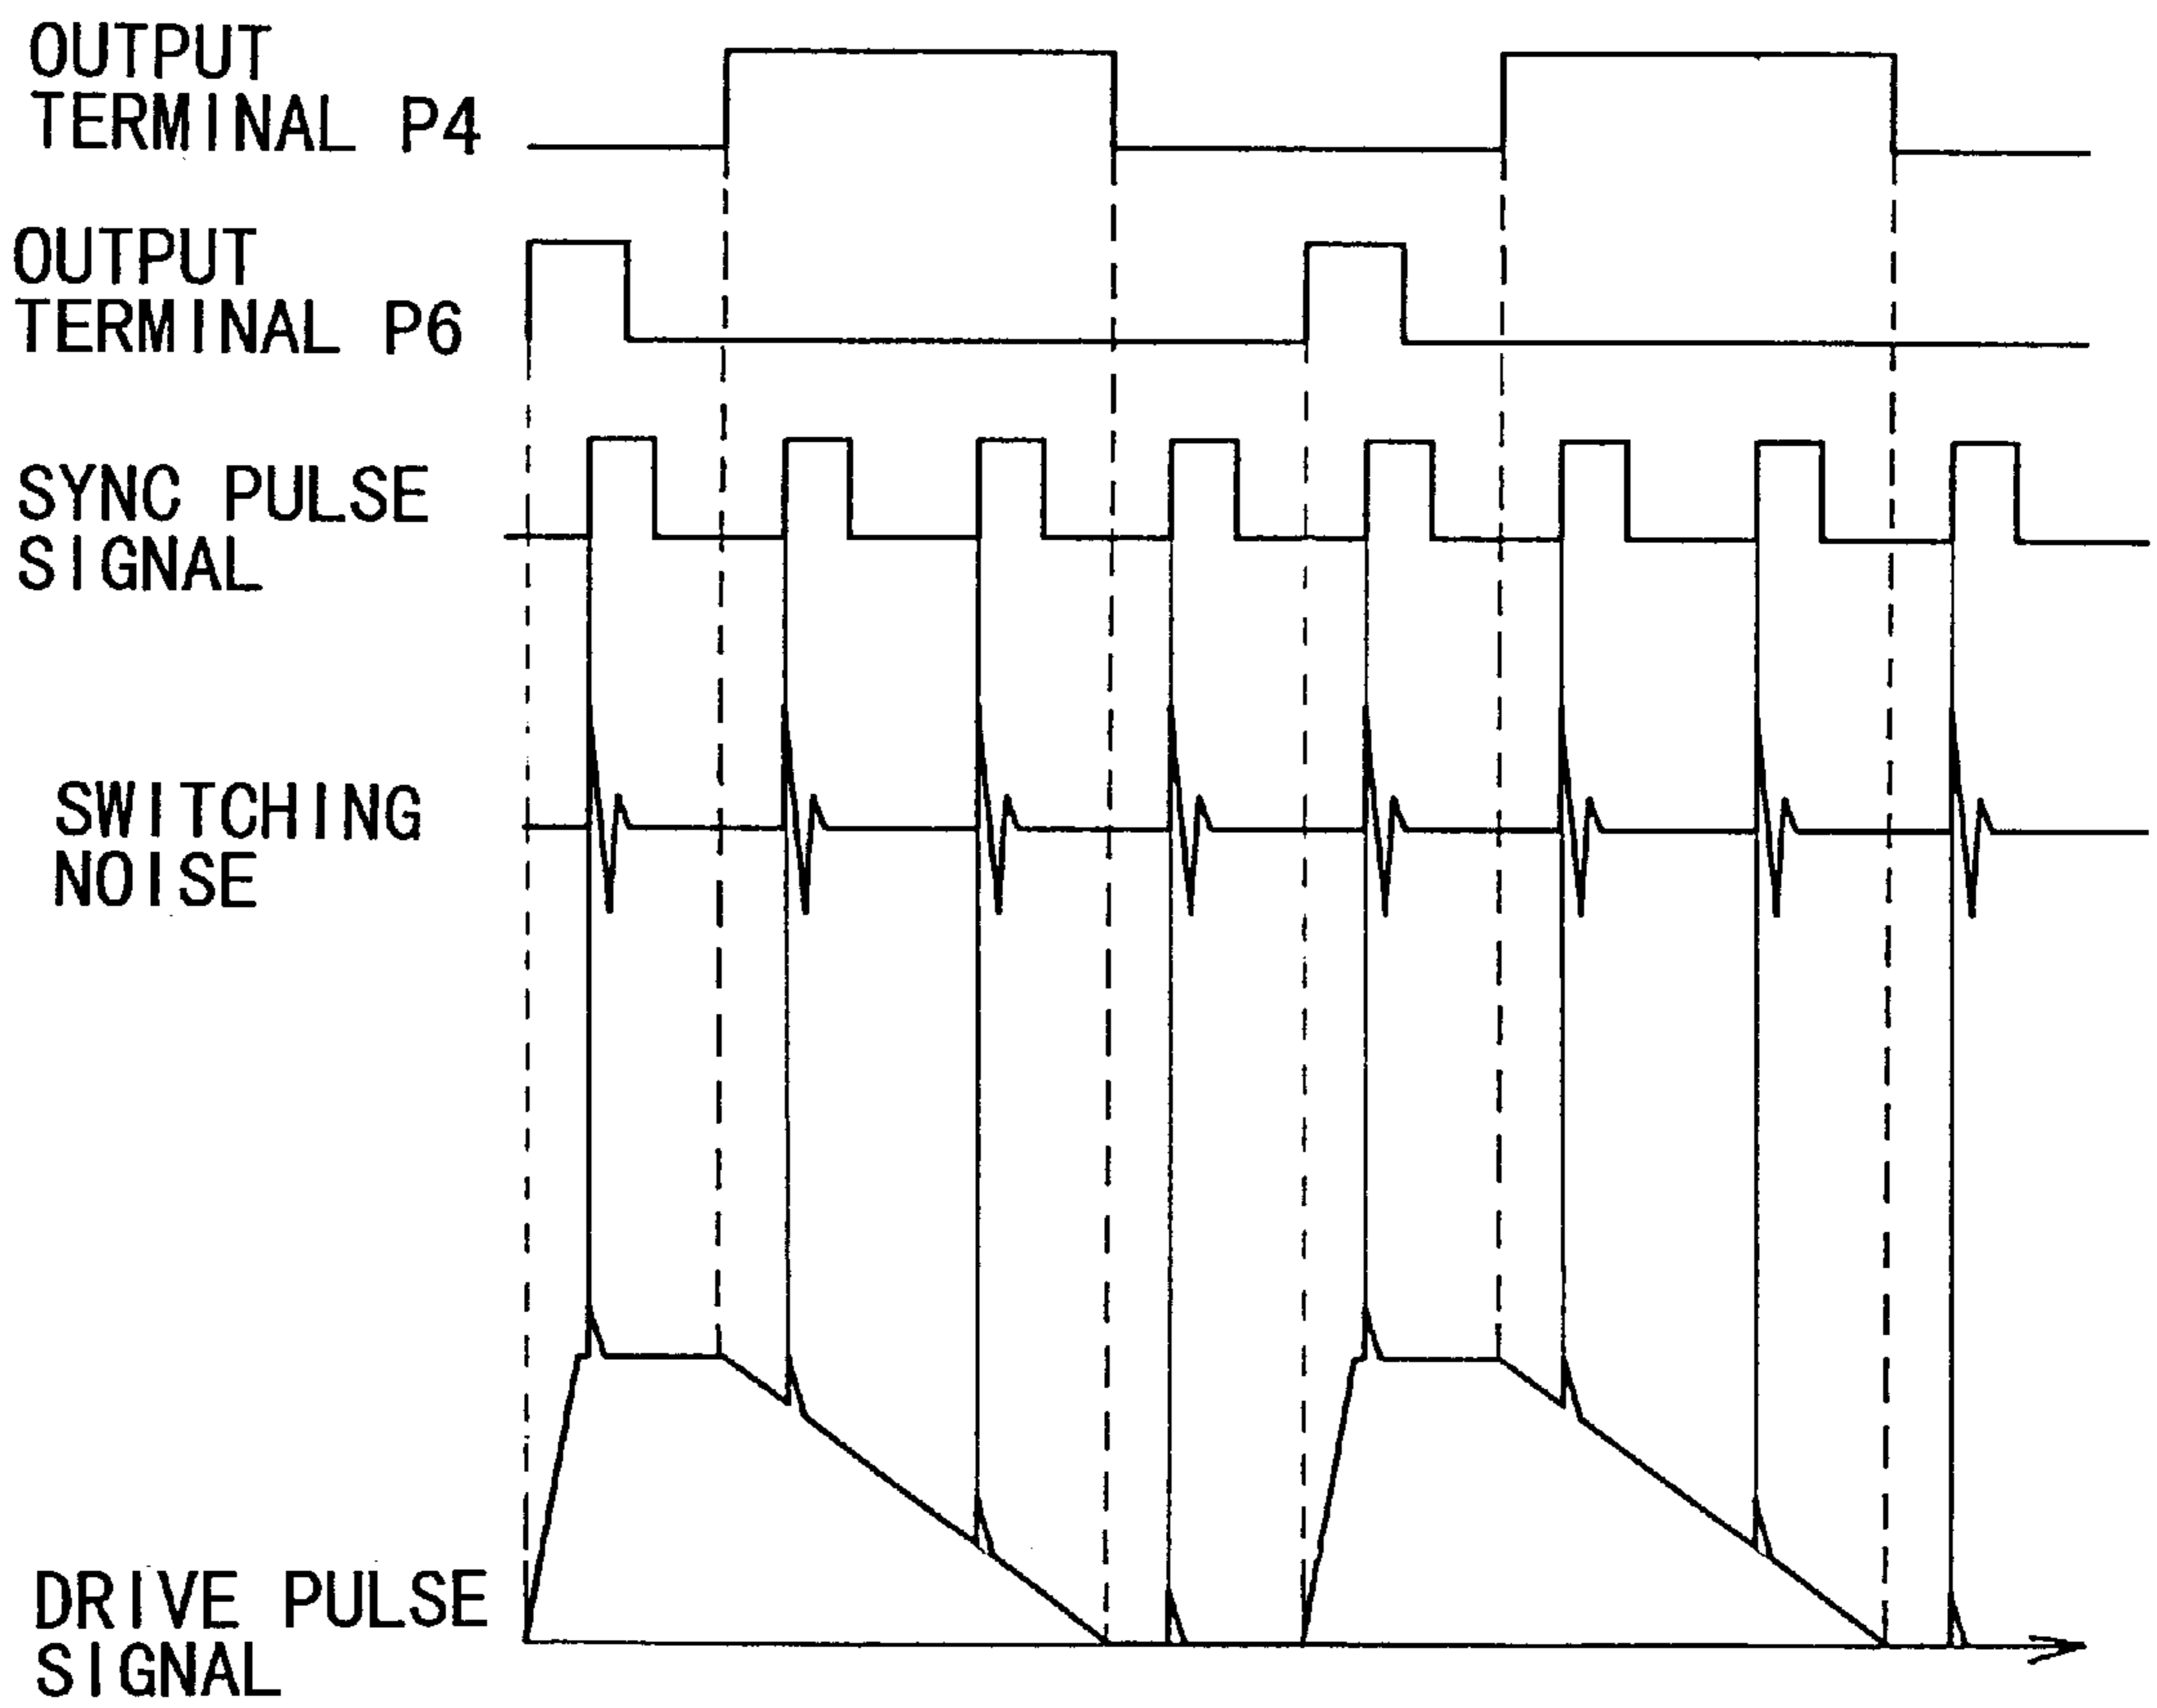 OUTPUT
TERMINAL P4
OUTPUT
TERMINAL P6
SYNC PULSE
SIGNAL
SWITCHING
NOISE
DRIVE PULSE
SIGNAL